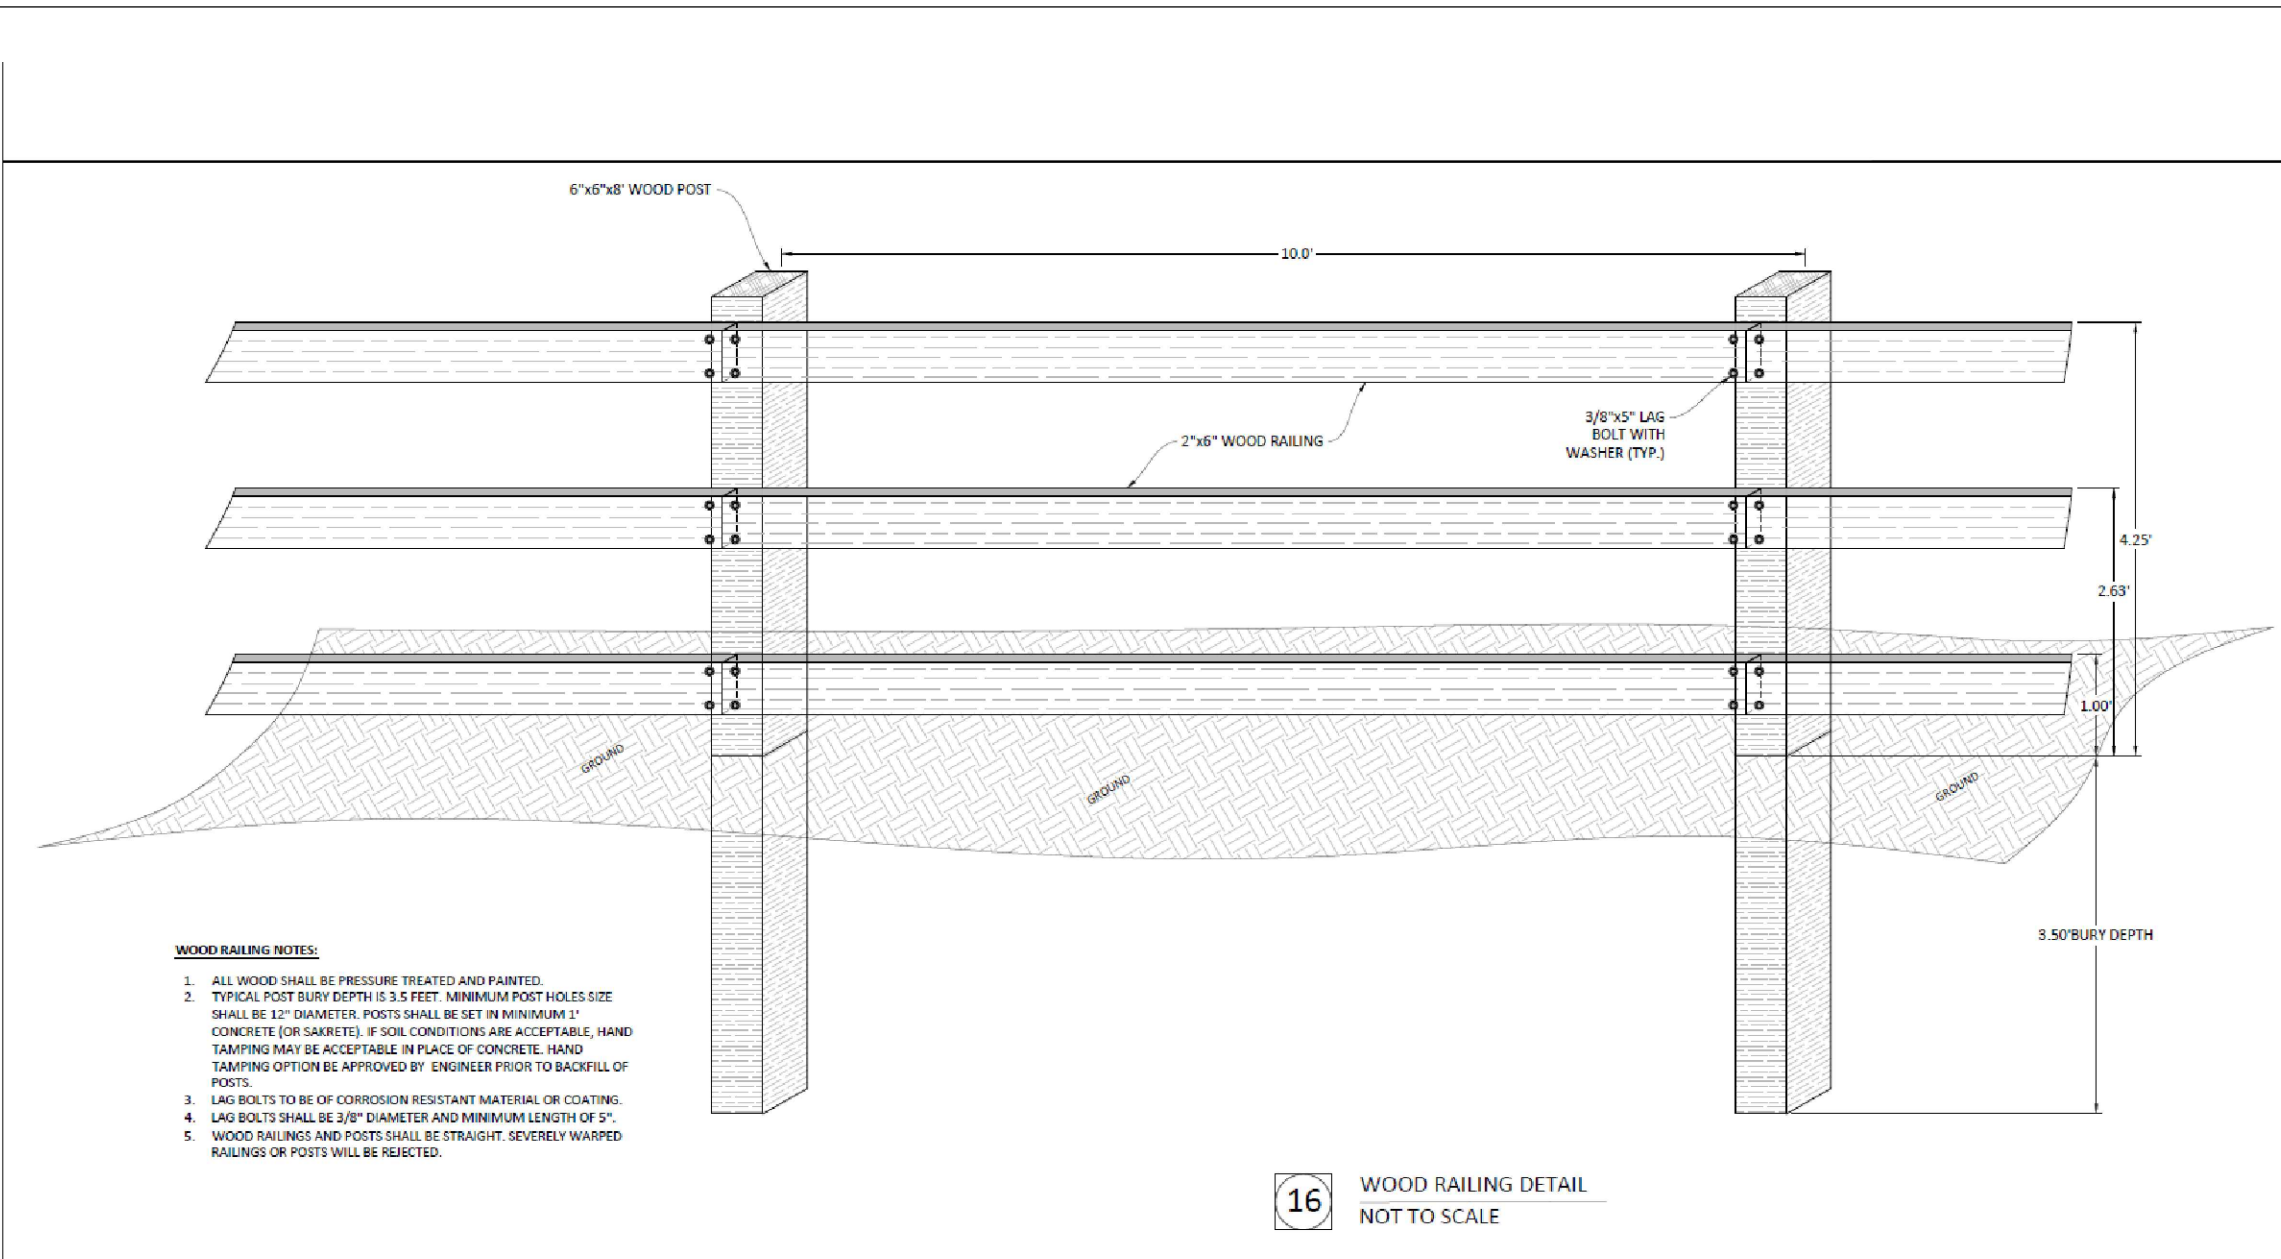 6"x6"x8' WOOD POST
10.0'
3/8"x5" LAG
BOLT WITH
WASHER (TYP.)
2"x6" WOOD RAILING
4.25'
2.63'
1.00'
GROUND
GROUND
GROUND
3.50'BURY DEPTH
WOOD RAILING NOTES:
1. ALL WOOD SHALL BE PRESSURE TREATED AND PAINTED.
2. TYPICAL POST BURY DEPTH IS 3.5 FEET. MINIMUM POST HOLES SIZE
SHALL BE 12" DIAMETER. POSTS SHALL BE SET IN MINIMUM 1'
CONCRETE (OR SAKRETE). IF SOIL CONDITIONS ARE ACCEPTABLE, HAND
TAMPING MAY BE ACCEPTABLE IN PLACE OF CONCRETE. HAND
TAMPING OPTION BE APPROVED BY ENGINEER PRIOR TO BACKFILL OF
POSTS.
3. LAG BOLTS TO BE OF CORROSION RESISTANT MATERIAL OR COATING.
4. LAG BOLTS SHALL BE 3/8" DIAMETER AND MINIMUM LENGTH OF 5".
5. WOOD RAILINGS AND POSTS SHALL BE STRAIGHT. SEVERELY WARPED
RAILINGS OR POSTS WILL BE REJECTED.
16
WOOD RAILING DETAIL
NOT TO SCALE